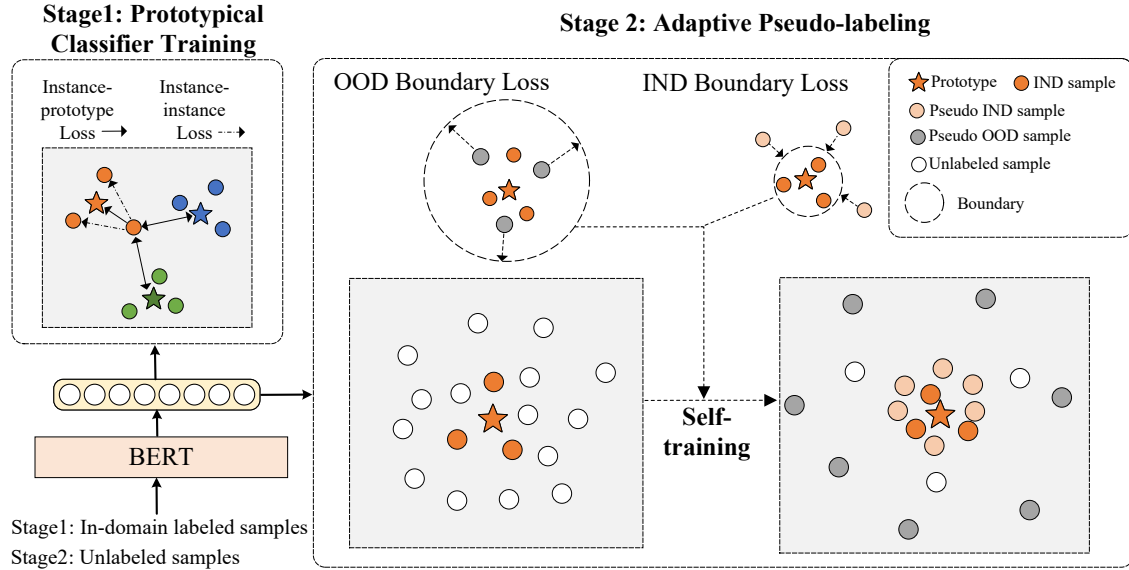 Stage1: Prototypical
Classifier Training
Instance-
prototype
Loss
Instance-
instance
Loss
BERT
Stage1: In-domain labeled samples
Stage2: Unlabeled samples
Stage 2: Adaptive Pseudo-labeling
OOD Boundary Loss
IND Boundary Loss
Prototype
IND sample
Pseudo IND sample
Pseudo OOD sample
Unlabeled sample
Boundary
Self-
training